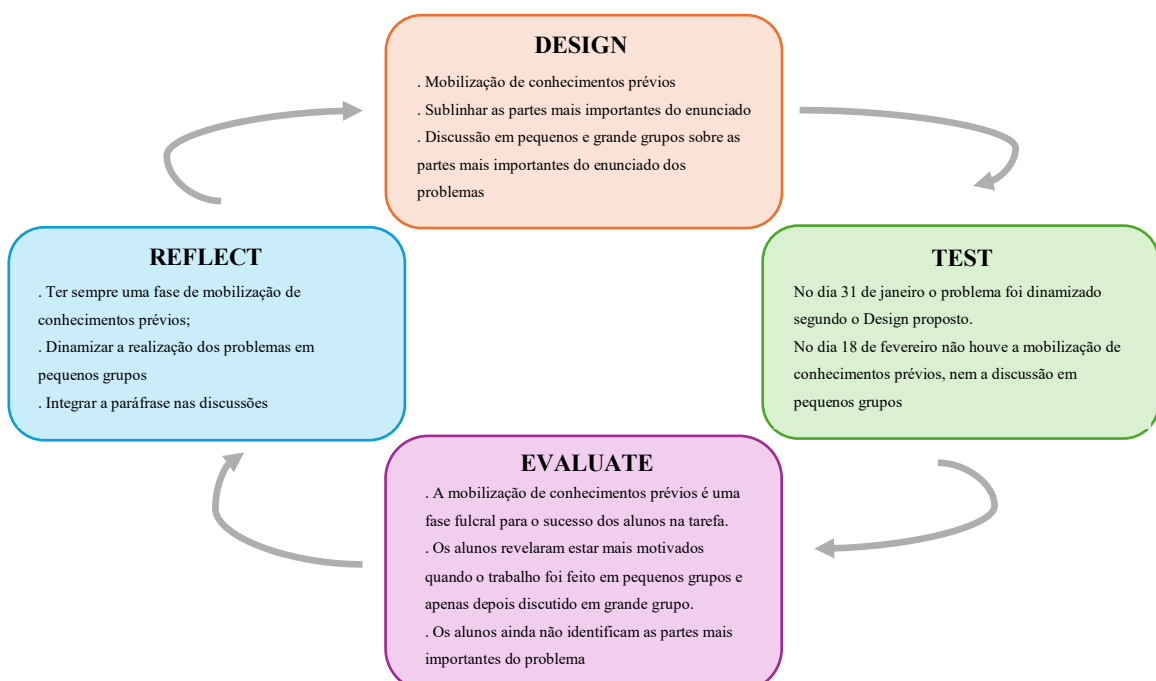 DESIGN
. Mobilização de conhecimentos prévios
. Sublinhar as partes mais importantes do enunciado
. Discussão em pequenos e grande grupos sobre as
partes mais importantes do enunciado dos
problemas
TEST
No dia 31 de janeiro o problema foi dinamizado
segundo o Design proposto.
No dia 18 de fevereiro não houve a mobilização de
conhecimentos prévios, nem a discussão em
pequenos grupos
EVALUATE
. A mobilização de conhecimentos prévios é uma
fase fulcral para o sucesso dos alunos na tarefa.
. Os alunos revelaram estar mais motivados
quando o trabalho foi feito em pequenos grupos e
apenas depois discutido em grande grupo.
. Os alunos ainda não identificam as partes mais
importantes do problema
REFLECT
. Ter sempre uma fase de mobilização de
conhecimentos prévios;
. Dinamizar a realização dos problemas em
pequenos grupos
. Integrar a paráfrase nas discussões